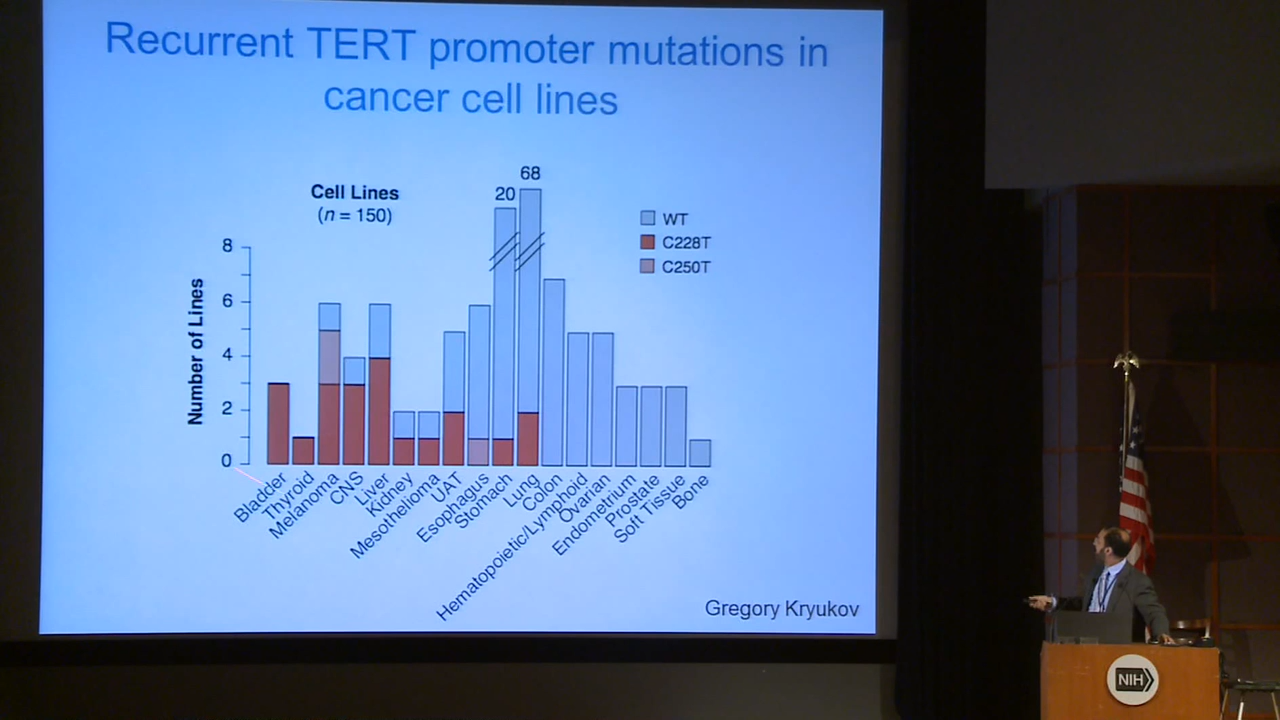 Recurrent TERT promoter mutations in
cancer cell lines
Cell Lines
(n = 150)
20
68
WT
C228T
C250T
8
6
4
2
0
Number of Lines
Bladder
Thyroid
Melanoma
CNS
Liver
Kidney
Mesothelioma
UAT
Esophagus
Stomach
Lung
Colon
Hematopoietic/Lymphoid
Ovarian
Endometrium
Prostate
Soft Tissue
Bone
Gregory Kryukov
NIH